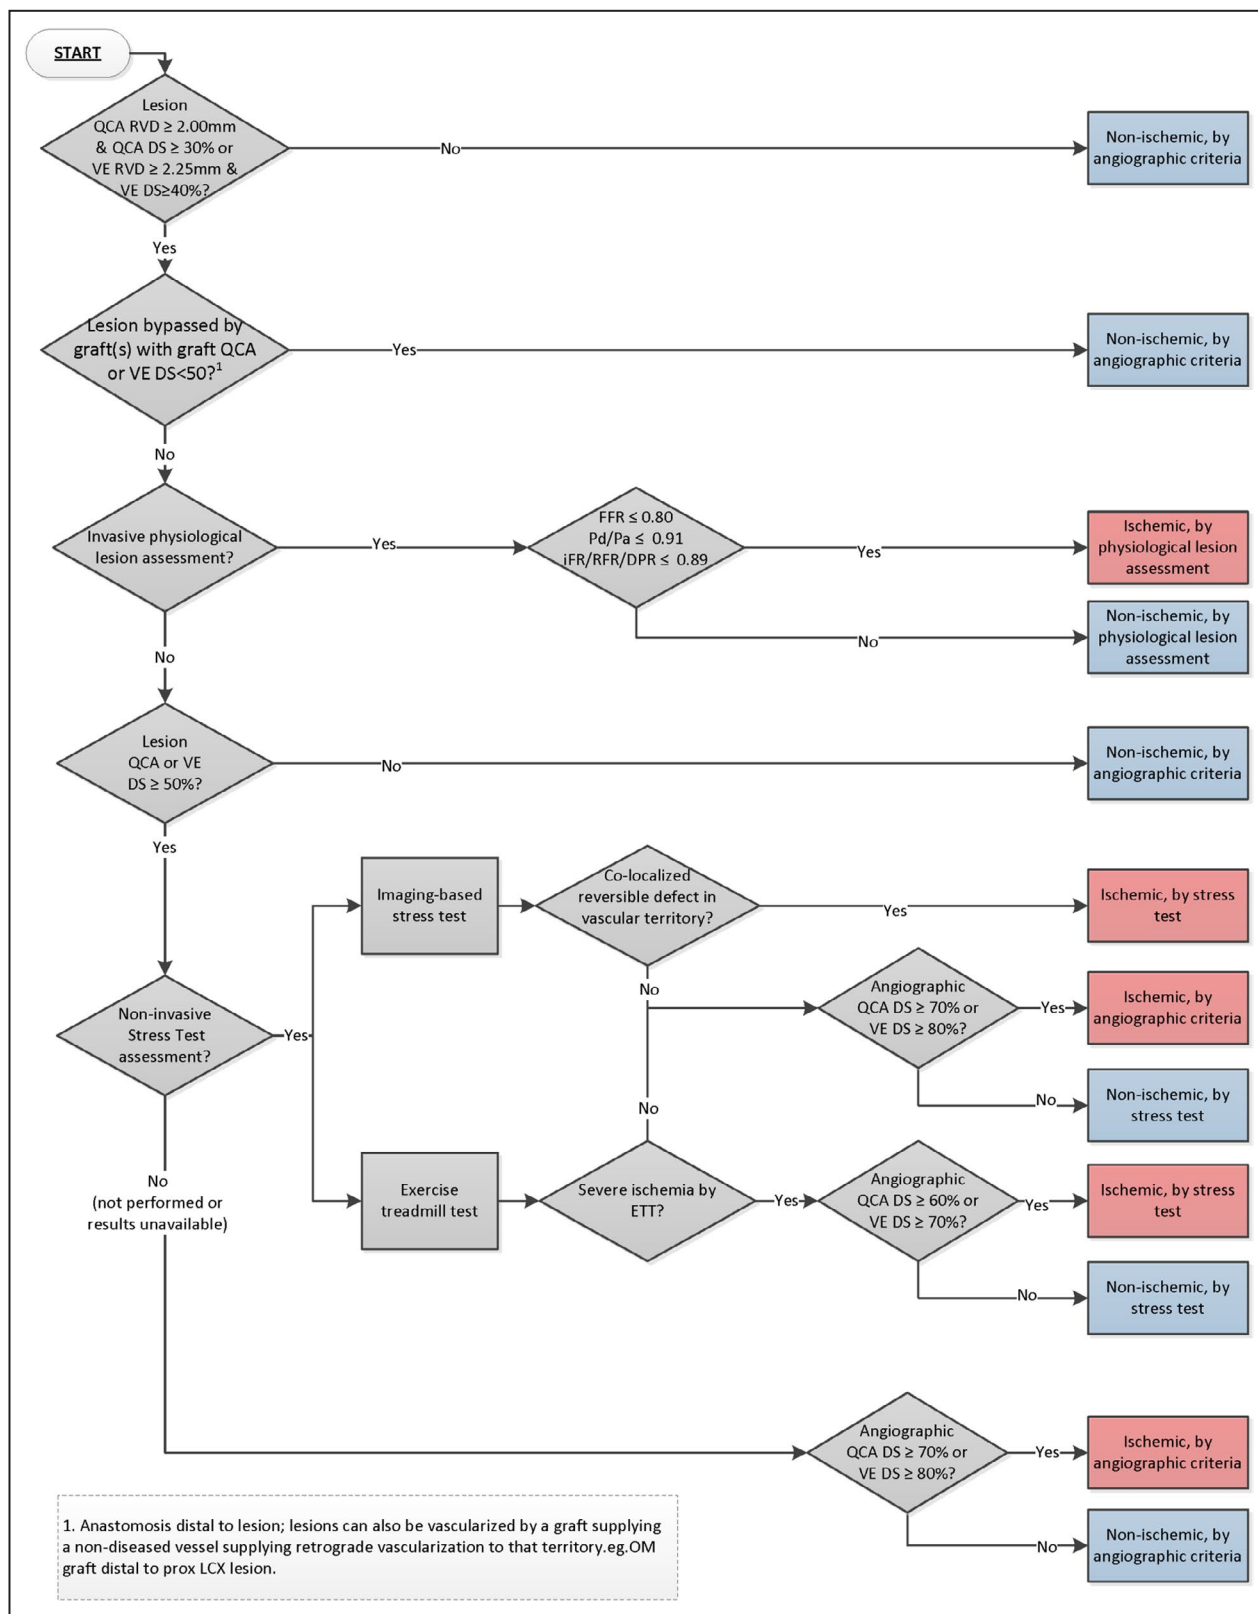 START
Lesion
QCA RVD ≥ 2.00mm
& QCA DS ≥ 30% or
VE RVD ≥ 2.25mm &
VE DS≥40%?
No
Non-ischemic, by
angiographic criteria
Yes
Lesion bypassed by
graft(s) with graft QCA
or VE DS<50?¹
Yes
Non-ischemic, by
angiographic criteria
No
Invasive physiological
lesion assessment?
Yes
FFR ≤ 0.80
Pd/Pa ≤ 0.91
iFR/RFR/DPR ≤ 0.89
Yes
Ischemic, by
physiological lesion
assessment
No
Non-ischemic, by
physiological lesion
assessment
No
Lesion
QCA or VE
DS ≥ 50%?
No
Non-ischemic, by
angiographic criteria
Yes
Non-invasive
Stress Test
assessment?
Yes
Imaging-based
stress test
Co-localized
reversible defect in
vascular territory?
Yes
Ischemic, by stress
test
No
Angiographic
QCA DS ≥ 70% or
VE DS ≥ 80%?
Yes
Ischemic, by
angiographic criteria
No
Non-ischemic, by
stress test
No
Exercise
treadmill test
Severe ischemia by
ETT?
Yes
Angiographic
QCA DS ≥ 60% or
VE DS ≥ 70%?
Yes
Ischemic, by stress
test
No
Non-ischemic, by
stress test
No
(not performed or
results unavailable)
Angiographic
QCA DS ≥ 70% or
VE DS ≥ 80%?
Yes
Ischemic, by
angiographic criteria
No
Non-ischemic, by
angiographic criteria
1. Anastomosis distal to lesion; lesions can also be vascularized by a graft supplying
a non-diseased vessel supplying retrograde vascularization to that territory.eg.OM
graft distal to prox LCX lesion.